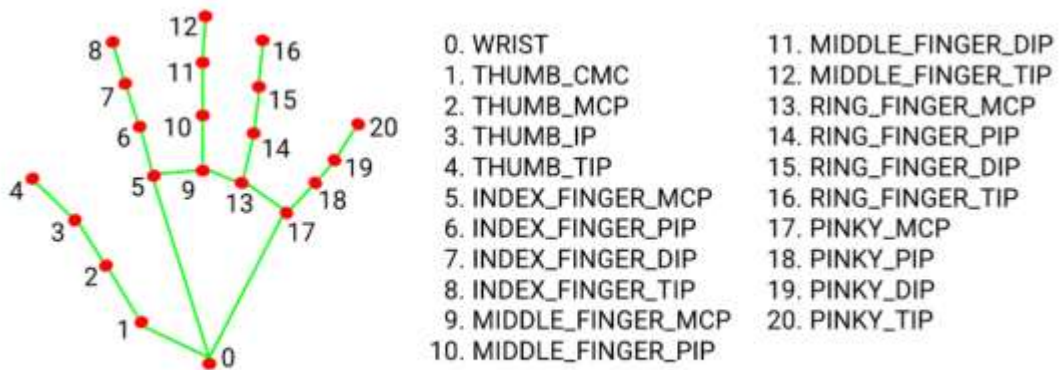 12
8
16
11
7
15
10
6
20
14
19
4
5
9
18
13
3
17
2
1
0
0. WRIST
1. THUMB_CMC
2. THUMB_MCP
3. THUMB_IP
4. THUMB_TIP
5. INDEX_FINGER_MCP
6. INDEX_FINGER_PIP
7. INDEX_FINGER_DIP
8. INDEX_FINGER_TIP
9. MIDDLE_FINGER_MCP
10. MIDDLE_FINGER_PIP
11. MIDDLE_FINGER_DIP
12. MIDDLE_FINGER_TIP
13. RING_FINGER_MCP
14. RING_FINGER_PIP
15. RING_FINGER_DIP
16. RING_FINGER_TIP
17. PINKY_MCP
18. PINKY_PIP
19. PINKY_DIP
20. PINKY_TIP